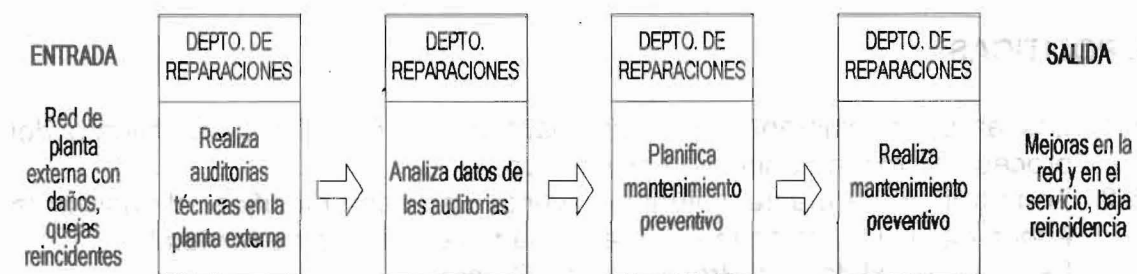 ENTRADA
Red de
planta
externa con
daños,
quejas
reincidentes
DEPTO. DE
REPARACIONES
Realiza
auditorias
técnicas en la
planta externa
DEPTO.
REPARACIONES
Analiza datos de
las auditorias
DEPTO. DE
REPARACIONES
Planifica
mantenimiento
preventivo
DEPTO. DE
REPARACIONES
Realiza
mantenimiento
preventivo
SALIDA
Mejoras en la
red y en el
servicio, baja
reincidencia